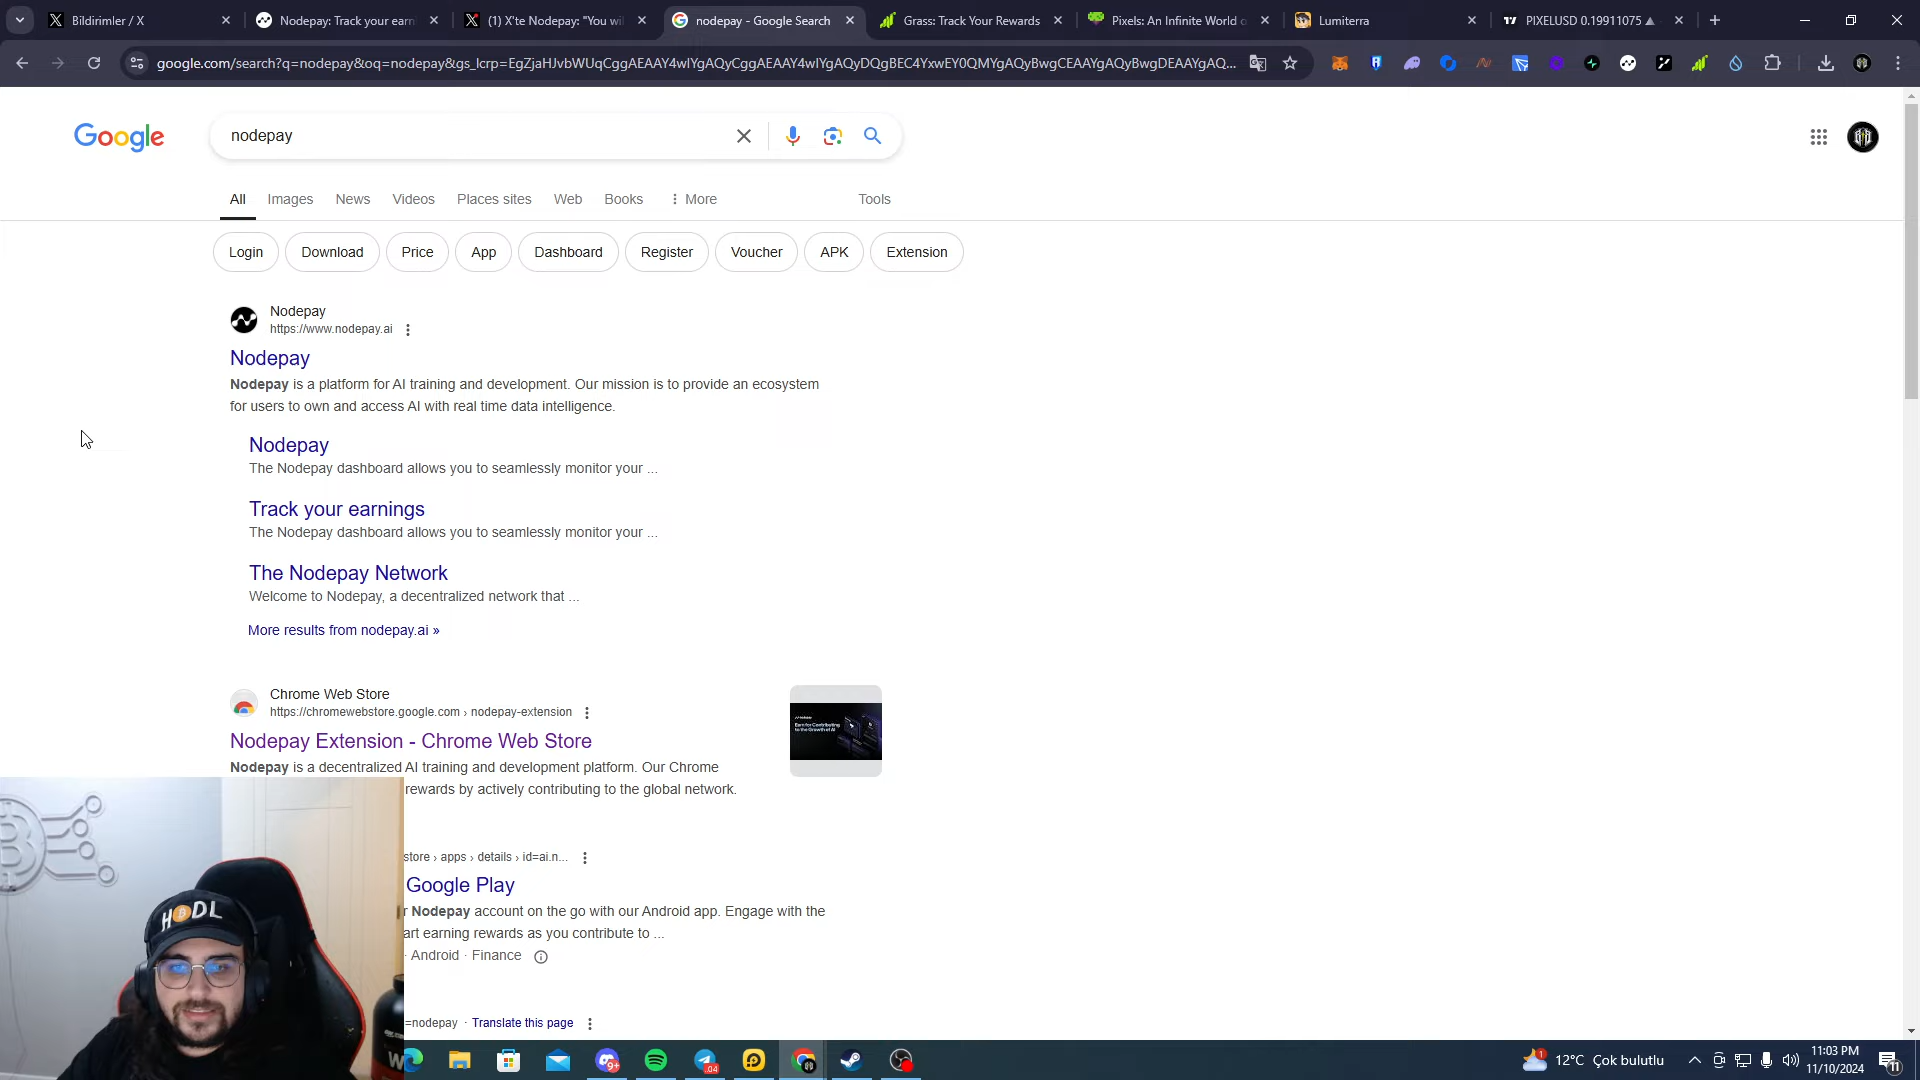 Bildirimler / X
Nodepay: Track your earn
(1) X'te Nodepay: "You wil
nodepay - Google Search
Grass: Track Your Rewards
Pixels: An Infinite World o
Lumiterra
PIXELUSD 0.19911075 ▲
google.com/search?q=nodepay&oq=nodepay&gs_lcrp=EgZjaHJvbWUqCggAEAAY4wIYgAQyCggAEAAY4wIYgAQyDQgBEC4YxwEY0QMYgAQyBwgCEAAYgAQyBwgDEAAYgAQ...
Google
nodepay
All
Images
News
Videos
Places sites
Web
Books
More
Tools
Login
Download
Price
App
Dashboard
Register
Voucher
APK
Extension
Nodepay
https://www.nodepay.ai
Nodepay
Nodepay is a platform for AI training and development. Our mission is to provide an ecosystem
for users to own and access AI with real time data intelligence.
Nodepay
The Nodepay dashboard allows you to seamlessly monitor your ...
Track your earnings
The Nodepay dashboard allows you to seamlessly monitor your ...
The Nodepay Network
Welcome to Nodepay, a decentralized network that ...
More results from nodepay.ai »
Chrome Web Store
https://chromewebstore.google.com › nodepay-extension
Nodepay Extension - Chrome Web Store
Nodepay is a decentralized AI training and development platform. Our Chrome
rewards by actively contributing to the global network.
store › apps › details › id=ai.n...
Google Play
r Nodepay account on the go with our Android app. Engage with the
art earning rewards as you contribute to ...
· Android · Finance
=nodepay · Translate this page
HODL
9+
.04
1
12°C Çok bulutlu
11:03 PM
11/10/2024
11